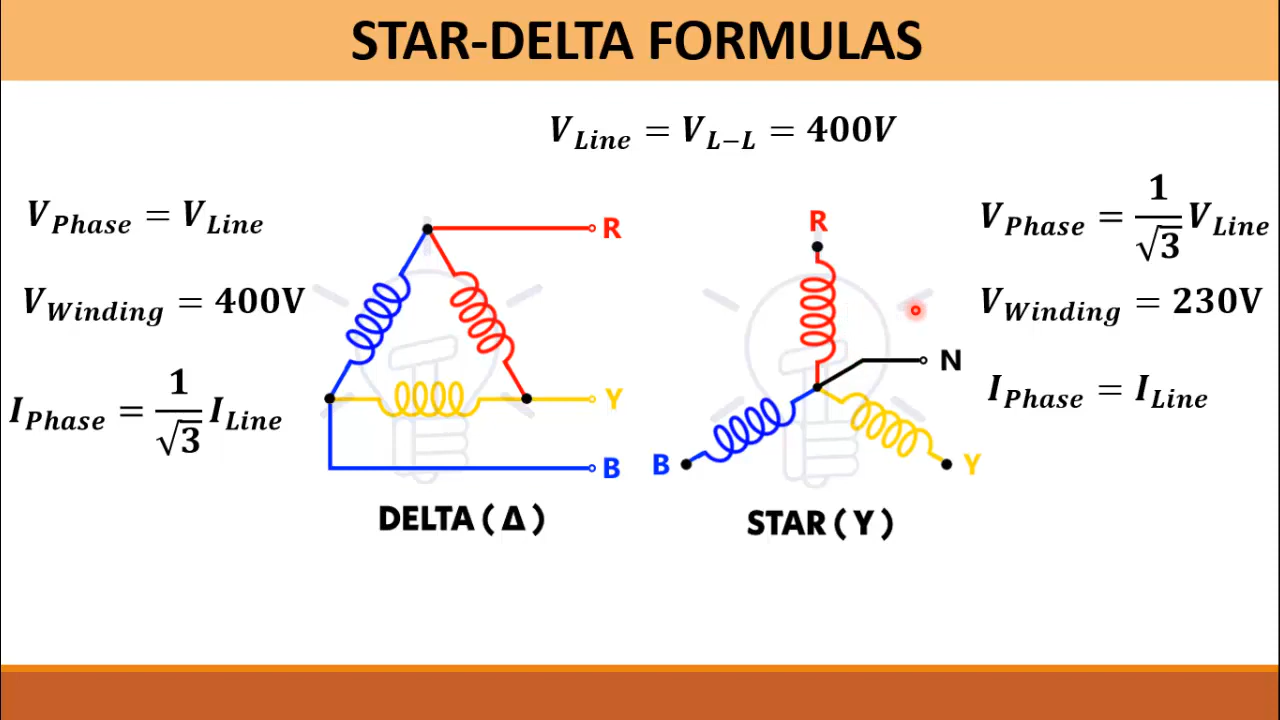 STAR-DELTA FORMULAS
V_Line = V_L−L = 400V
V_Phase = V_Line
V_Winding = 400V
I_Phase = 1/√3 I_Line
R
Y
B
DELTA ( Δ )
R
N
B
Y
STAR ( Y )
V_Phase = 1/√3 V_Line
V_Winding = 230V
I_Phase = I_Line